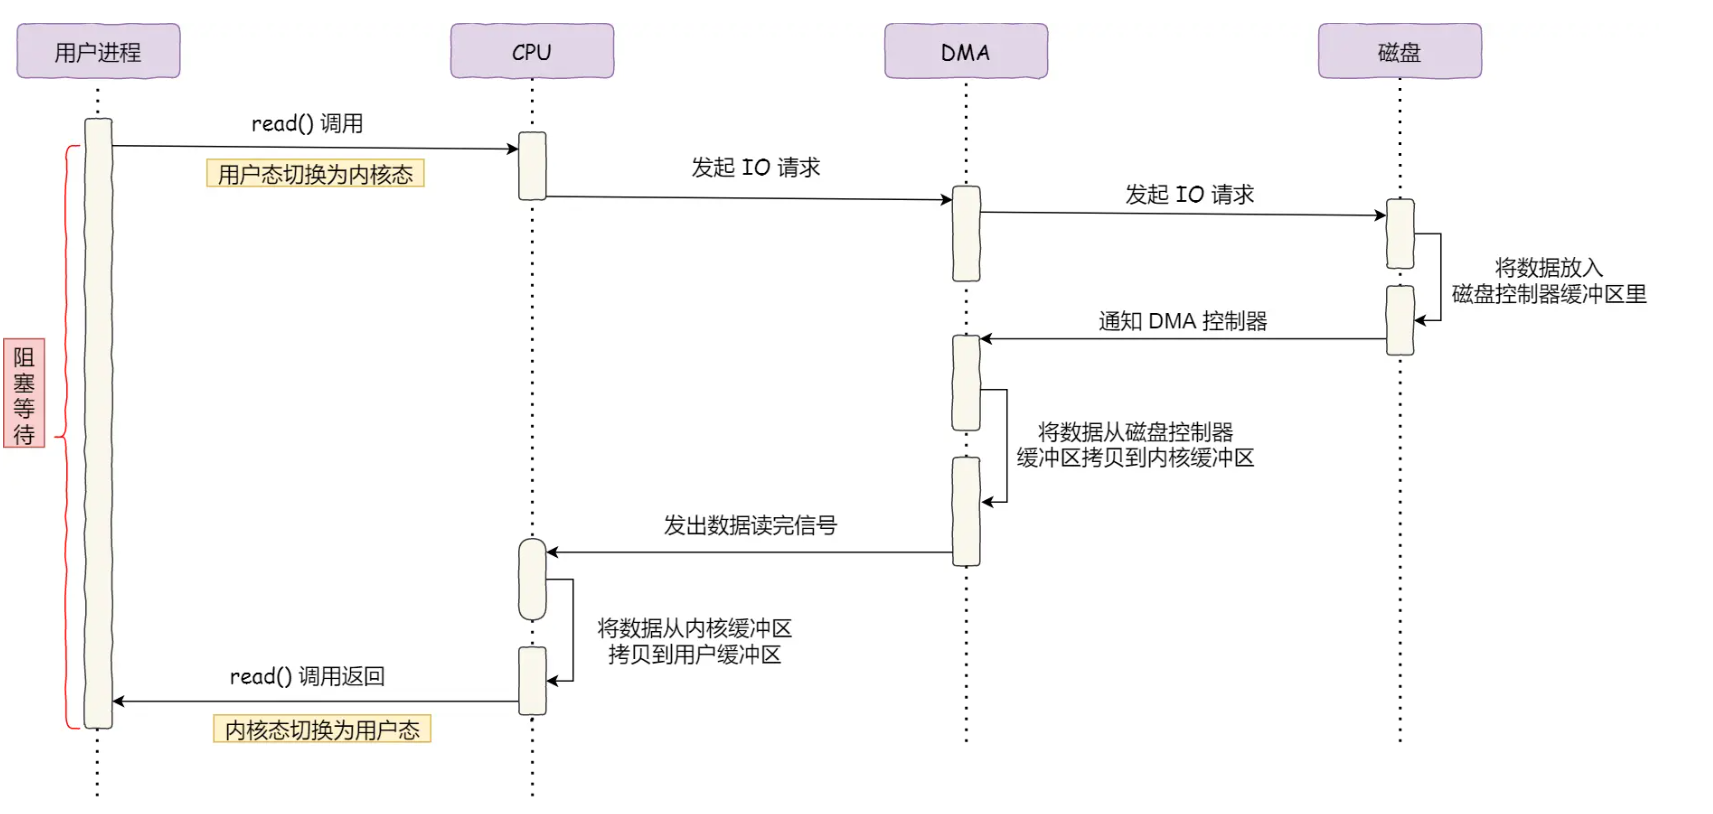 用户进程
CPU
DMA
磁盘
read() 调用
用户态切换为内核态
发起 IO 请求
发起 IO 请求
将数据放入
磁盘控制器缓冲区里
通知 DMA 控制器
阻
塞
等
待
将数据从磁盘控制器
缓冲区拷贝到内核缓冲区
发出数据读完信号
将数据从内核缓冲区
拷贝到用户缓冲区
read() 调用返回
内核态切换为用户态